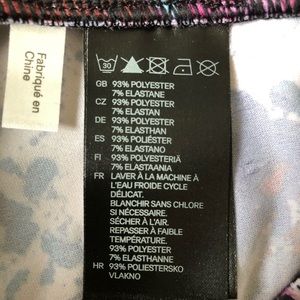 Fabriqué en
Chine
30
GB 93% POLYESTER
7% ELASTANE
CZ 93% POLYESTER
7% ELASTAN
DE 93% POLYESTER
7% ELASTHAN
ES 93% POLIÉSTER
7% ELASTANO
FI 93% POLYESTERIÄ
7% ELASTAANIA
FR LAVER À LA MACHINE À
L'EAU FROIDE CYCLE
DÉLICAT.
BLANCHIR SANS CHLORE
SI NÉCESSAIRE.
SÉCHER À L'AIR.
REPASSER À FAIBLE
TEMPÉRATURE.
93% POLYESTER
7% ELASTHANNE
HR 93% POLIESTERSKO
VLAKNO